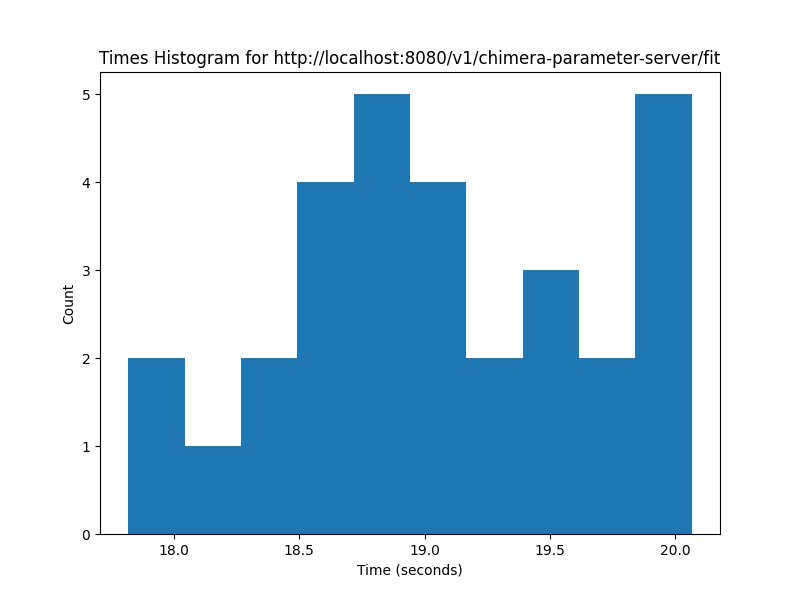 Times Histogram for http://localhost:8080/v1/chimera-parameter-server/fit
Count
5
4
3
2
1
0
18.0 18.5 19.0 19.5 20.0
Time (seconds)